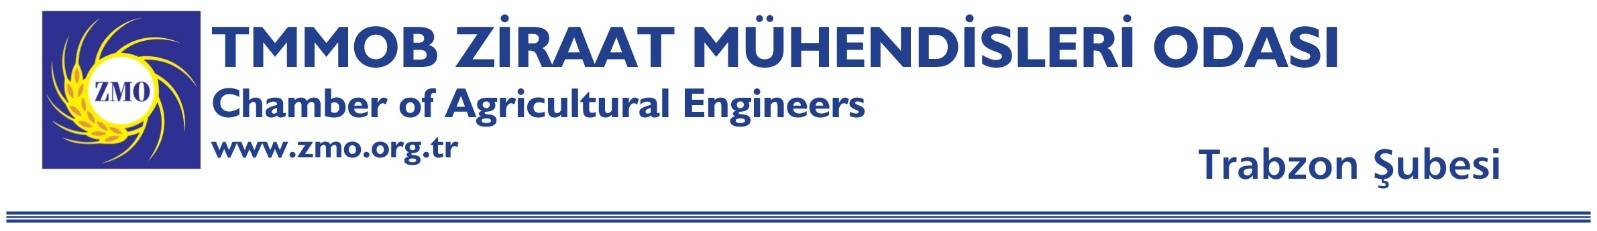 ZMO
TMMOB ZİRAAT MÜHENDİSLERİ ODASI
Chamber of Agricultural Engineers
www.zmo.org.tr
Trabzon Şubesi